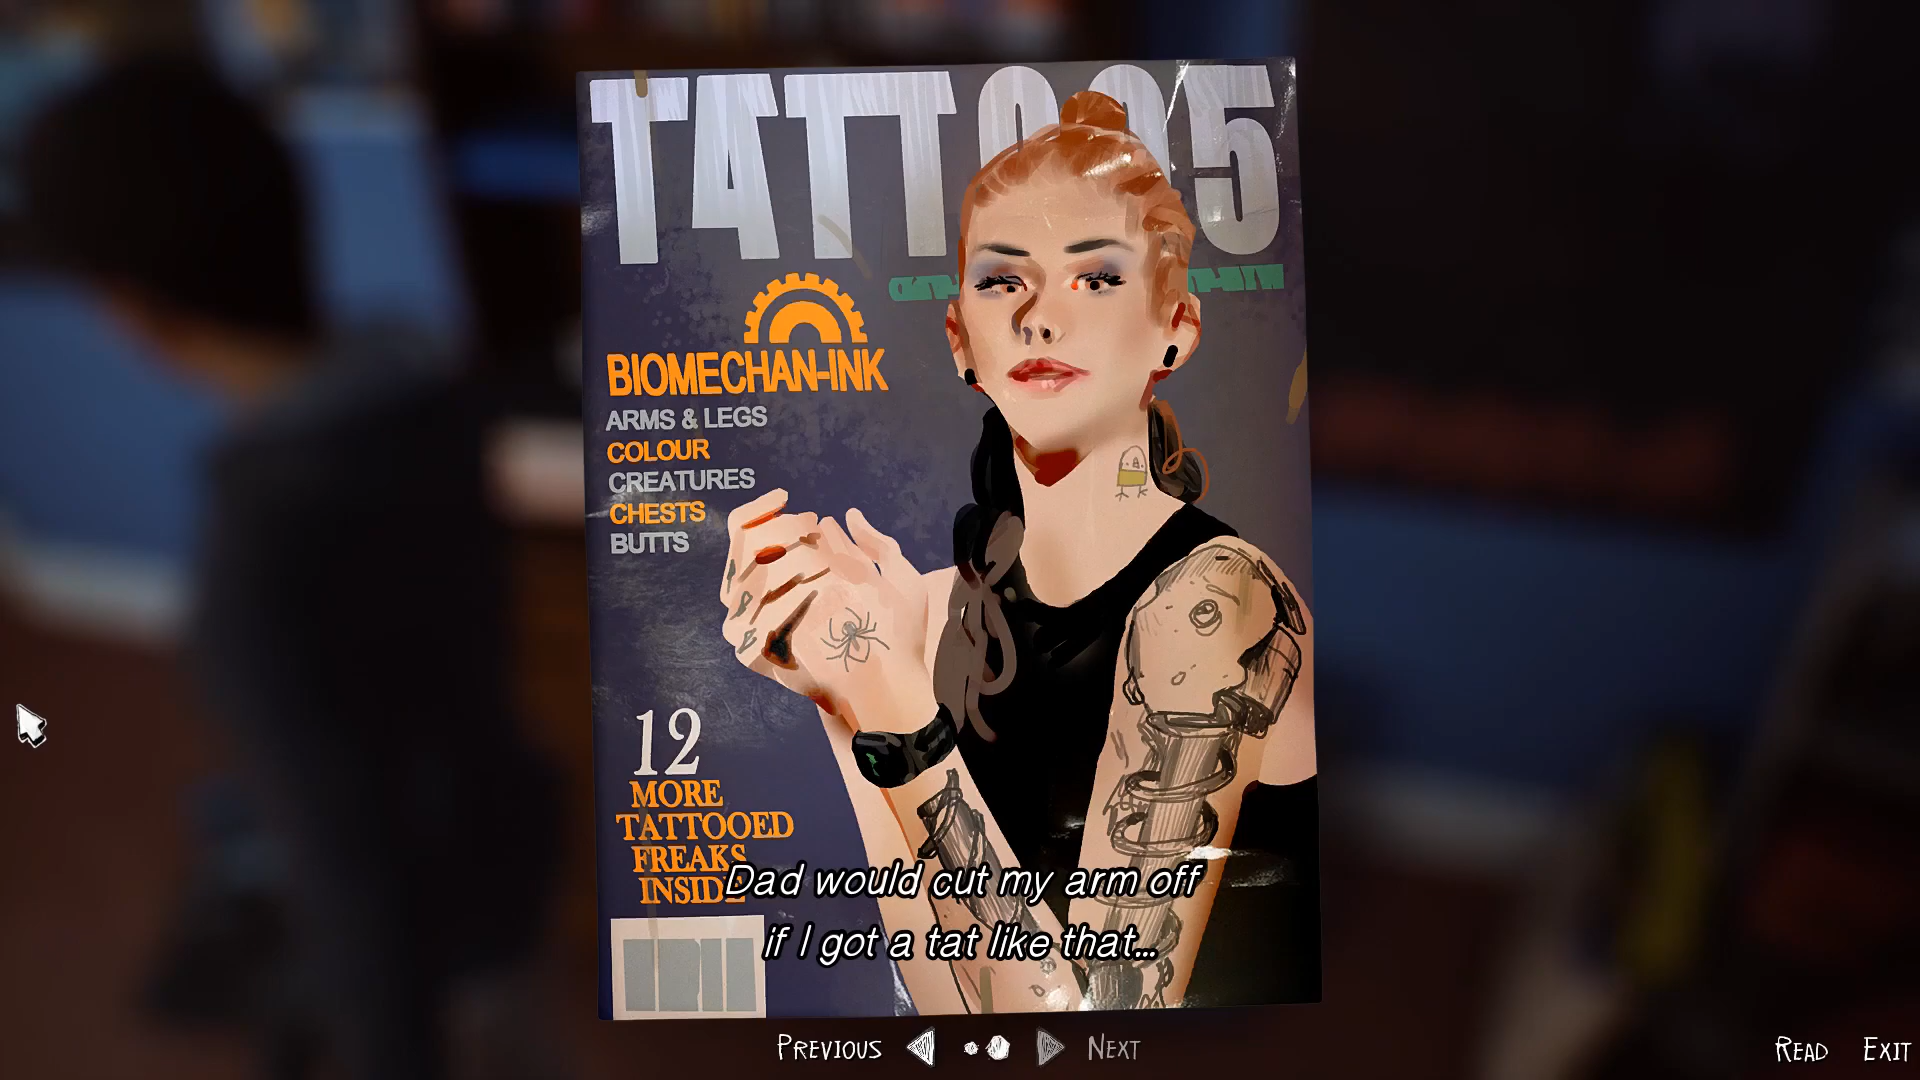 TATTOO5
BIOMECHAN-INK
ARMS & LEGS
COLOUR
CREATURES
CHESTS
BUTTS
12
MORE
TATTOOED
FREAKS
INSIDE
Dad would cut my arm off
if I got a tat like that...
PREVIOUS
NEXT
READ
EXIT